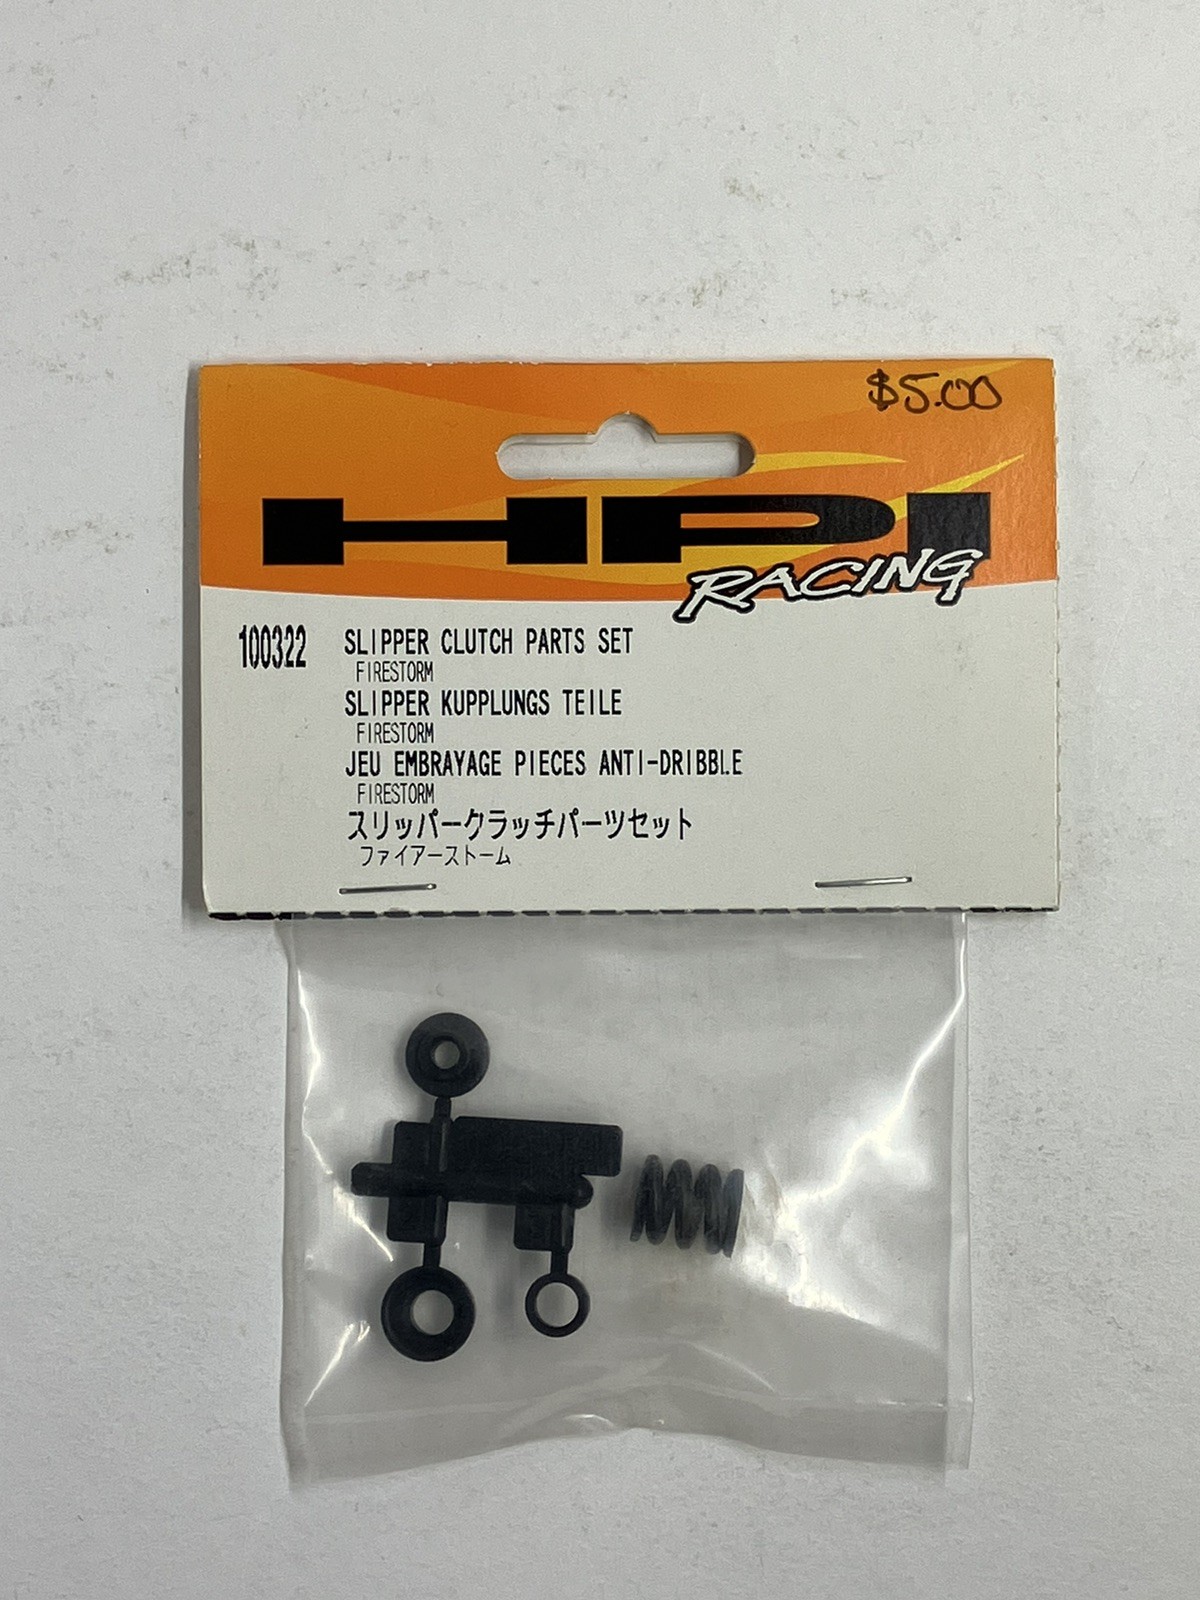 $5.00
HPI
RACING
100322 SLIPPER CLUTCH PARTS SET
FIRESTORM
SLIPPER KUPPLUNGS TEILE
FIRESTORM
JEU EMBRAYAGE PIECES ANTI-DRIBBLE
FIRESTORM
スリッパークラッチパーツセット
ファイアーストーム